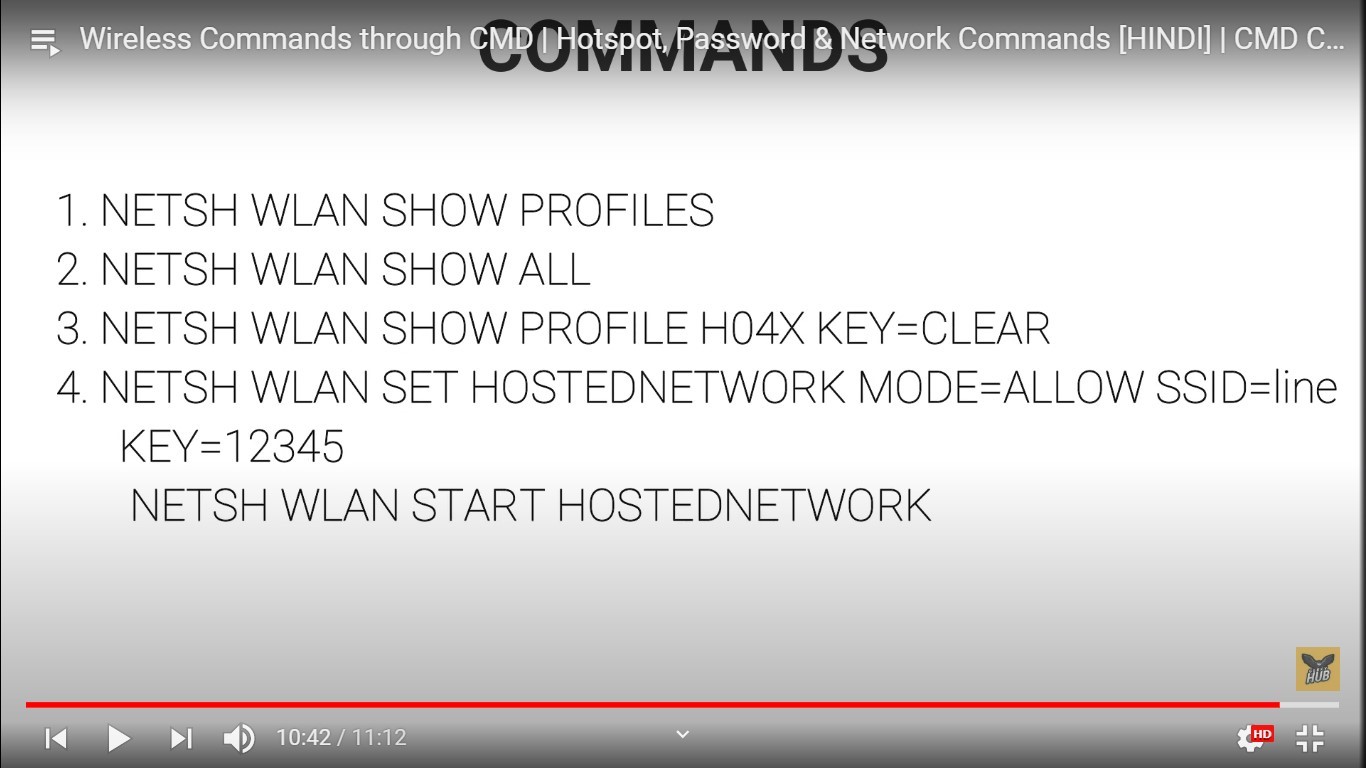 COMMANDS
Wireless Commands through CMD | Hotspot, Password & Network Commands [HINDI] | CMD C...
1. NETSH WLAN SHOW PROFILES
2. NETSH WLAN SHOW ALL
3. NETSH WLAN SHOW PROFILE H04X KEY=CLEAR
4. NETSH WLAN SET HOSTEDNETWORK MODE=ALLOW SSID=line
KEY=12345
NETSH WLAN START HOSTEDNETWORK
HUB
10:42 / 11:12
HD